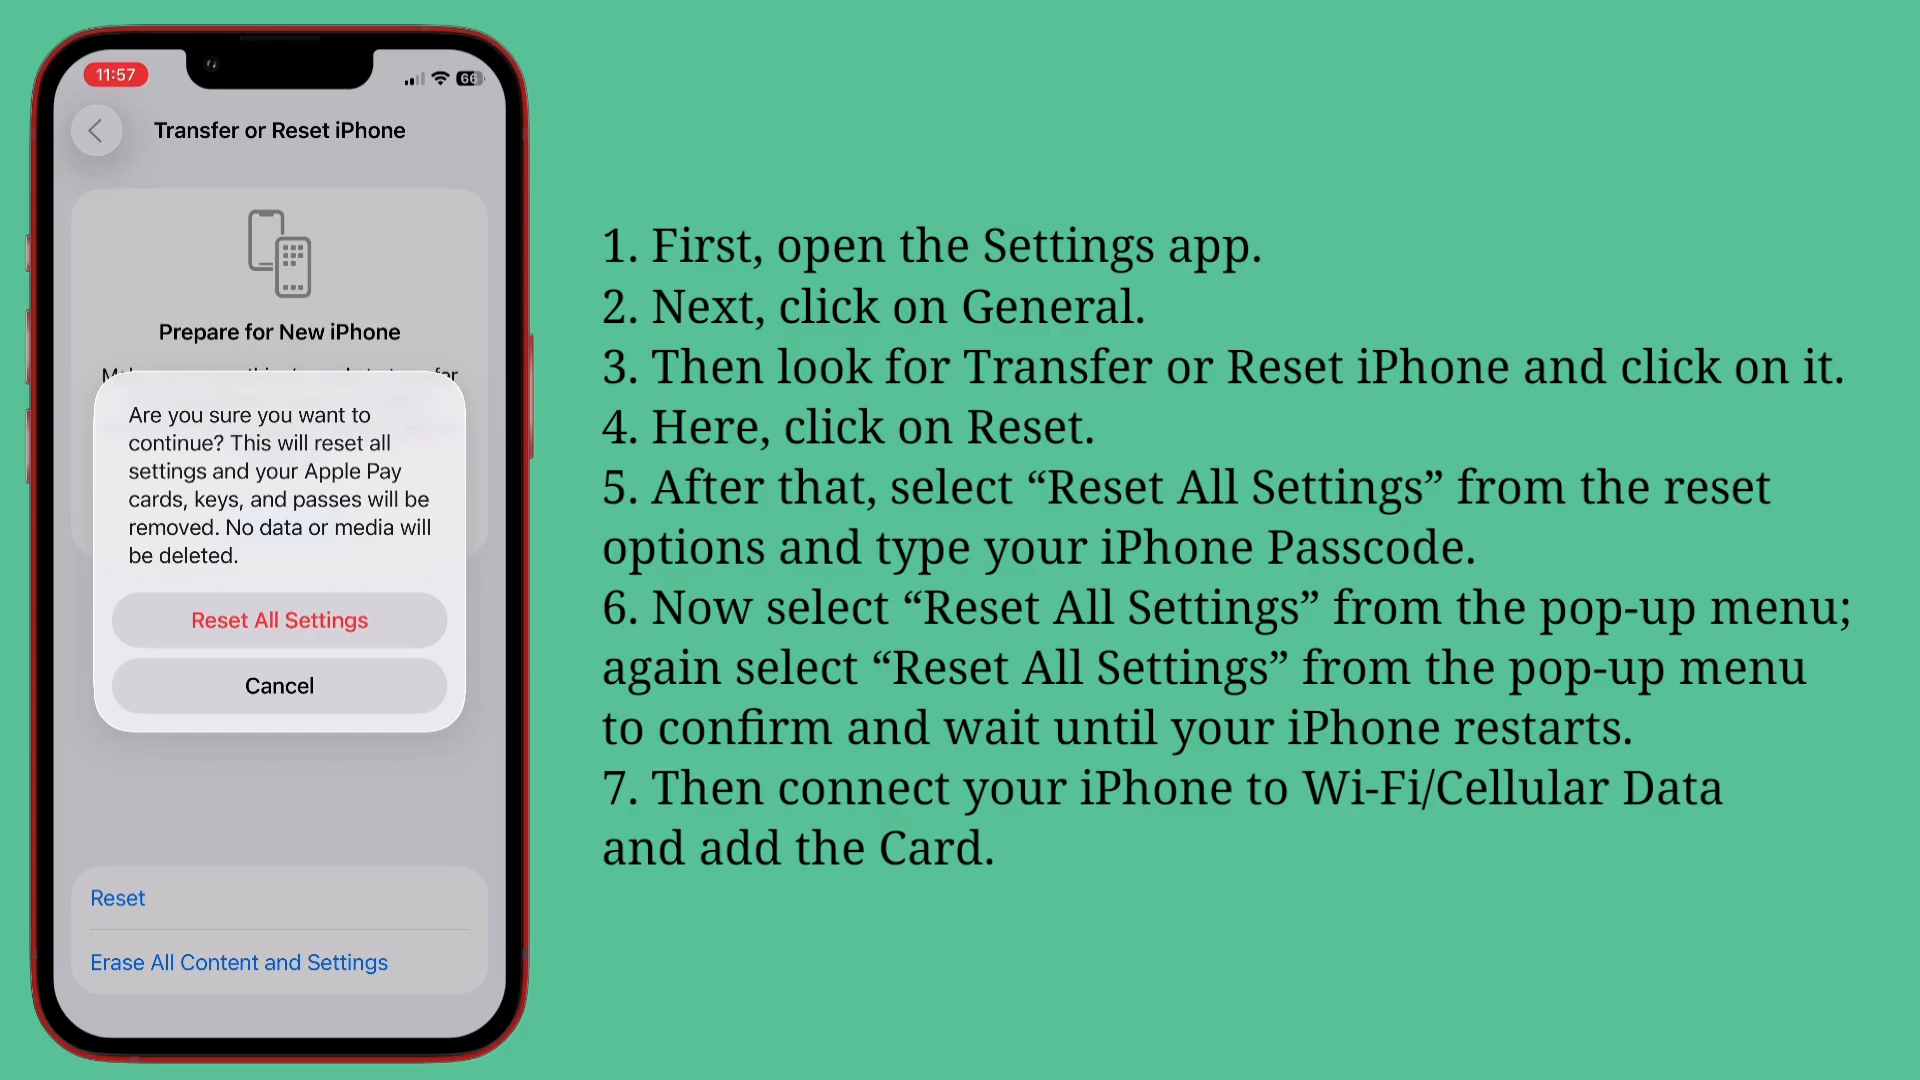 11:57
66
Transfer or Reset iPhone
Prepare for New iPhone
Are you sure you want to
continue? This will reset all
settings and your Apple Pay
cards, keys, and passes will be
removed. No data or media will
be deleted.
Reset All Settings
Cancel
Reset
Erase All Content and Settings
1. First, open the Settings app.
2. Next, click on General.
3. Then look for Transfer or Reset iPhone and click on it.
4. Here, click on Reset.
5. After that, select “Reset All Settings” from the reset
options and type your iPhone Passcode.
6. Now select “Reset All Settings” from the pop-up menu;
again select “Reset All Settings” from the pop-up menu
to confirm and wait until your iPhone restarts.
7. Then connect your iPhone to Wi-Fi/Cellular Data
and add the Card.